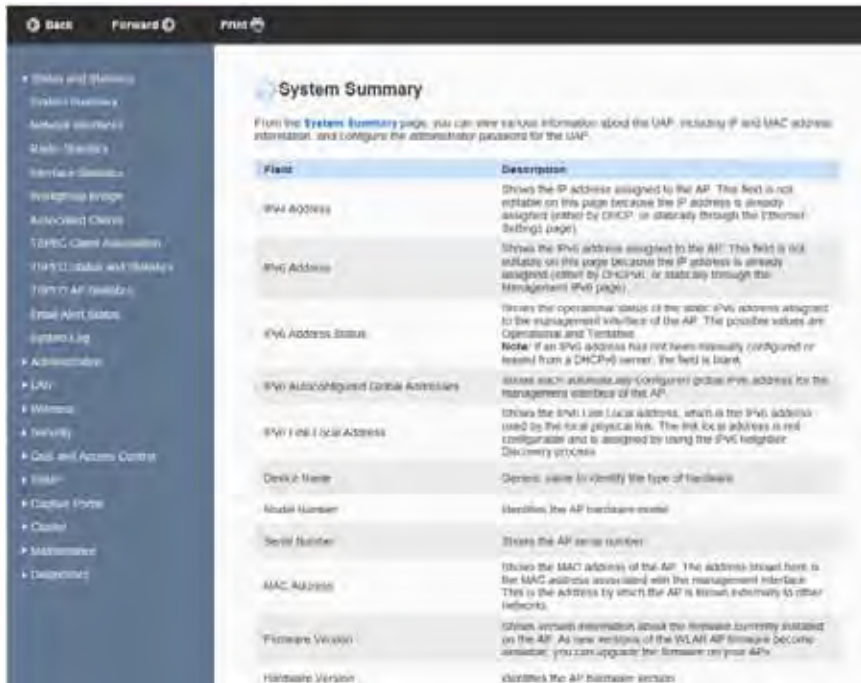 Back Forward Print
Status and Statistics
System Summary
Network Interfaces
Radio Statistics
Interface Statistics
Workgroup Bridge
Associated Clients
TSPEC Client Association
TSPEC Status and Statistics
TSPEC AP Statistics
Email Alert Status
System Log
Administration
LAN
Wireless
Security
QoS and Access Control
SNMP
Captive Portal
Cluster
Maintenance
Diagnostics
System Summary
From the System Summary page, you can view various information about the UAP, including IP and MAC address
information, and configure the administrator password for the UAP.
Field Description
IPv4 Address
Shows the IP address assigned to the AP. This field is not
editable on this page because the IP address is already
assigned (either by DHCP, or statically through the Ethernet
Settings page).
IPv6 Address
Shows the IPv6 address assigned to the AP. This field is not
editable on this page because the IP address is already
assigned (either by DHCPv6, or statically through the
Management IPv6 page).
IPv6 Address Status
Shows the operational status of the static IPv6 address assigned
to the management interface of the AP. The possible values are
Operational and Tentative.
Note: If an IPv6 address has not been manually configured or
leased from a DHCPv6 server, the field is blank.
IPv6 Autoconfigured Global Addresses
Shows each automatically-configured global IPv6 address for the
management interface of the AP.
IPv6 Link Local Address
Shows the IPv6 Link Local address, which is the IPv6 address
used by the local physical link. The link local address is not
configurable and is assigned by using the IPv6 Neighbor
Discovery process.
Device Name
Generic name to identify the type of hardware.
Model Number
Identifies the AP hardware model.
Serial Number
Shows the AP serial number.
MAC Address
Shows the MAC address of the AP. The address shown here is
the MAC address associated with the management interface.
This is the address by which the AP is known externally to other
networks.
Firmware Version
Shows version information about the firmware currently installed
on the AP. As new versions of the WLAN AP firmware become
available, you can upgrade the firmware on your APs.
Hardware Version
Identifies the AP hardware version.